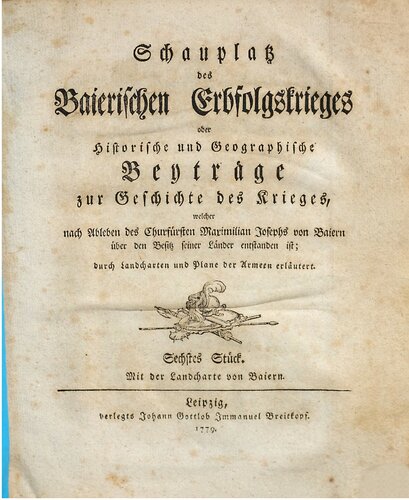 Schauplatz
des
Baierischen Erbfolgskrieges
oder
Historische und Geographische
Beyträge
zur Geschichte des Krieges,
welcher
nach Ableben des Churfürsten Maximilian Josephs von Baiern
über den Besitz seiner Länder entstanden ist;
durch Landcharten und Plane der Armeen erläutert.
Sechstes Stück.
Mit der Landcharte von Baiern.
Leipzig,
verlegts Johann Gottlob Immanuel Breitkopf.
1779.